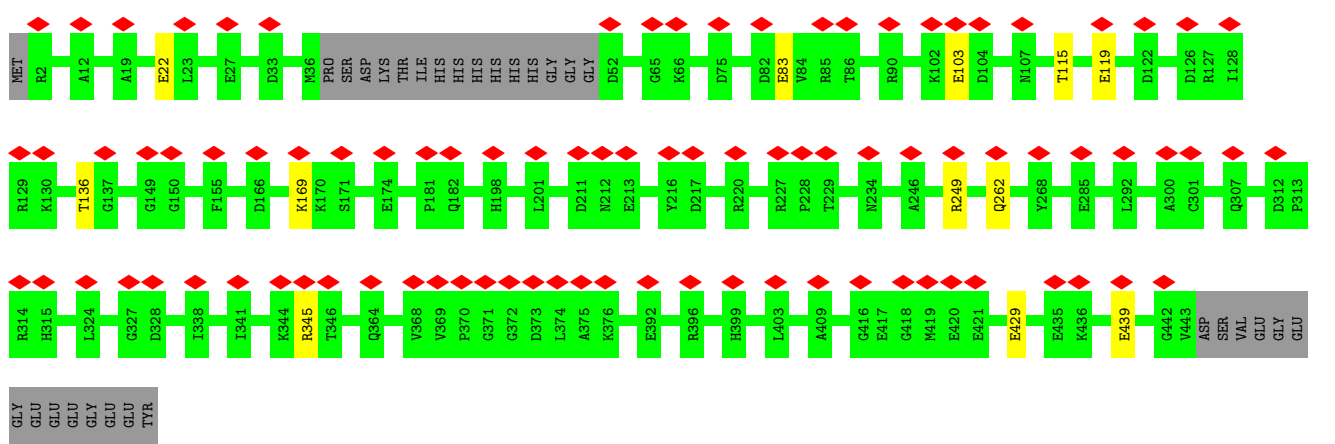 MET R2 A12 A19 E22 L23 E27 D33 M36 PRO SER ASP LYS THR ILE HIS HIS HIS HIS HIS HIS GLY GLY GLY D52 G65 K66 D75 D82 E83 V84 R85 T86 R90 K102 E103 D104 N107 T115 E119 D122 D126 R127 I128
R129 K130 T136 G137 G149 G150 F155 D166 K169 K170 S171 E174 P181 Q182 H198 L201 D211 N212 E213 Y216 D217 R220 R227 P228 T229 N234 A246 R249 Q262 Y268 E285 L292 A300 C301 Q307 D312 P313
R314 H315 L324 G327 D328 I338 I341 K344 R345 T346 Q364 V368 V369 P370 G371 G372 D373 L374 A375 K376 E392 R396 H399 L403 A409 G416 E417 G418 M419 E420 E421 E429 E435 K436 E439 G442 V443 ASP SER VAL GLU GLY GLU
GLY GLU GLU GLU GLY GLU GLU TYR